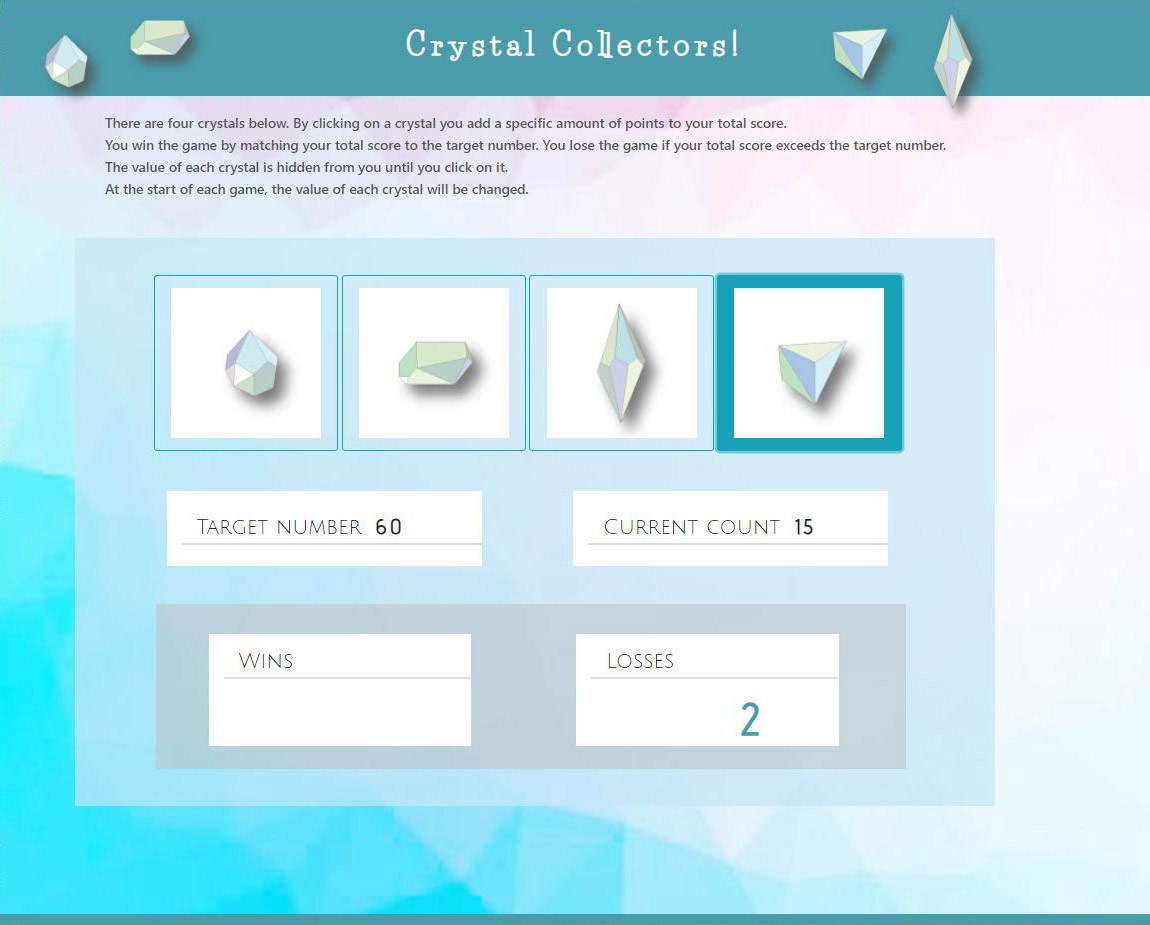 Crystal Collectors!
There are four crystals below. By clicking on a crystal you add a specific amount of points to your total score.
You win the game by matching your total score to the target number. You lose the game if your total score exceeds the target number.
The value of each crystal is hidden from you until you click on it.
At the start of each game, the value of each crystal will be changed.
Target number 60
Current count 15
Wins
Losses
2